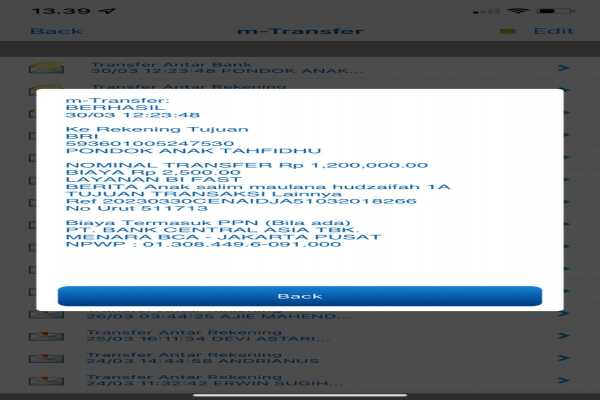 13.39
Back m-Transfer Edit
Transfer Antar Bank
30/03 12:23:48 PONDOK ANAK...
Transfer Antar Rekening
m-Transfer:
BERHASIL
30/03 12:23:48
Ke Rekening Tujuan
BRI
593601005247530
PONDOK ANAK TAHFIDHU
NOMINAL TRANSFER Rp 1,200,000.00
BIAYA Rp 2,500.00
LAYANAN BI FAST
BERITA Anak salim maulana hudzaifah 1A
TUJUAN TRANSAKSI Lainnya
Ref 20230330CENAIDJA51032018266
No Urut 511713
Biaya Termasuk PPN (Bila ada)
PT. BANK CENTRAL ASIA TBK.
MENARA BCA - JAKARTA PUSAT
NPWP : 01.308.449.6-091.000
Back
26/03 03:44:25 AJIE MAHEND...
Transfer Antar Rekening
25/03 16:11:34 DEVI ASTARI...
Transfer Antar Rekening
24/03 14:44:58 ANDRIANUS
Transfer Antar Rekening
24/03 11:32:42 ERWIN SUGIH...